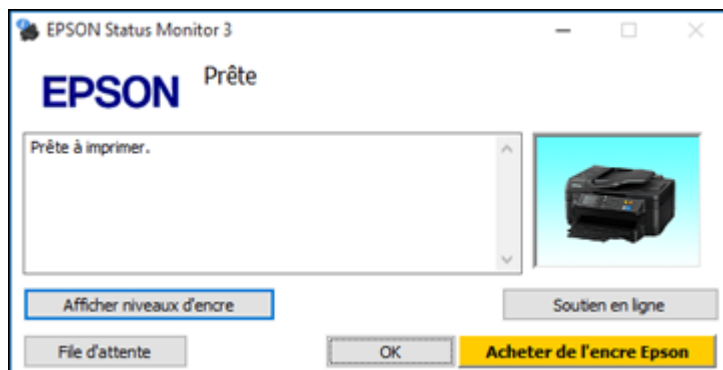 EPSON Status Monitor 3
EPSON
Prête
Prête à imprimer.
Afficher niveaux d'encre
Soutien en ligne
File d'attente
OK
Acheter de l'encre Epson